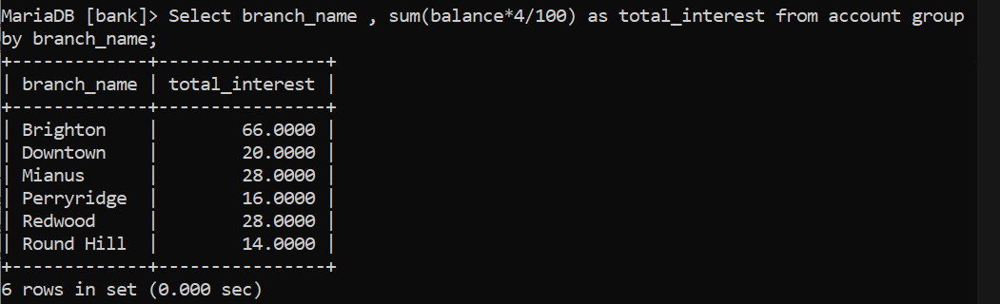 MariaDB [bank]> Select branch_name , sum(balance*4/100) as total_interest from account group
by branch_name;
+-------------+----------------+
| branch_name | total_interest |
+-------------+----------------+
| Brighton    |        66.0000 |
| Downtown    |        20.0000 |
| Mianus      |        28.0000 |
| Perryridge  |        16.0000 |
| Redwood     |        28.0000 |
| Round Hill  |        14.0000 |
+-------------+----------------+
6 rows in set (0.000 sec)